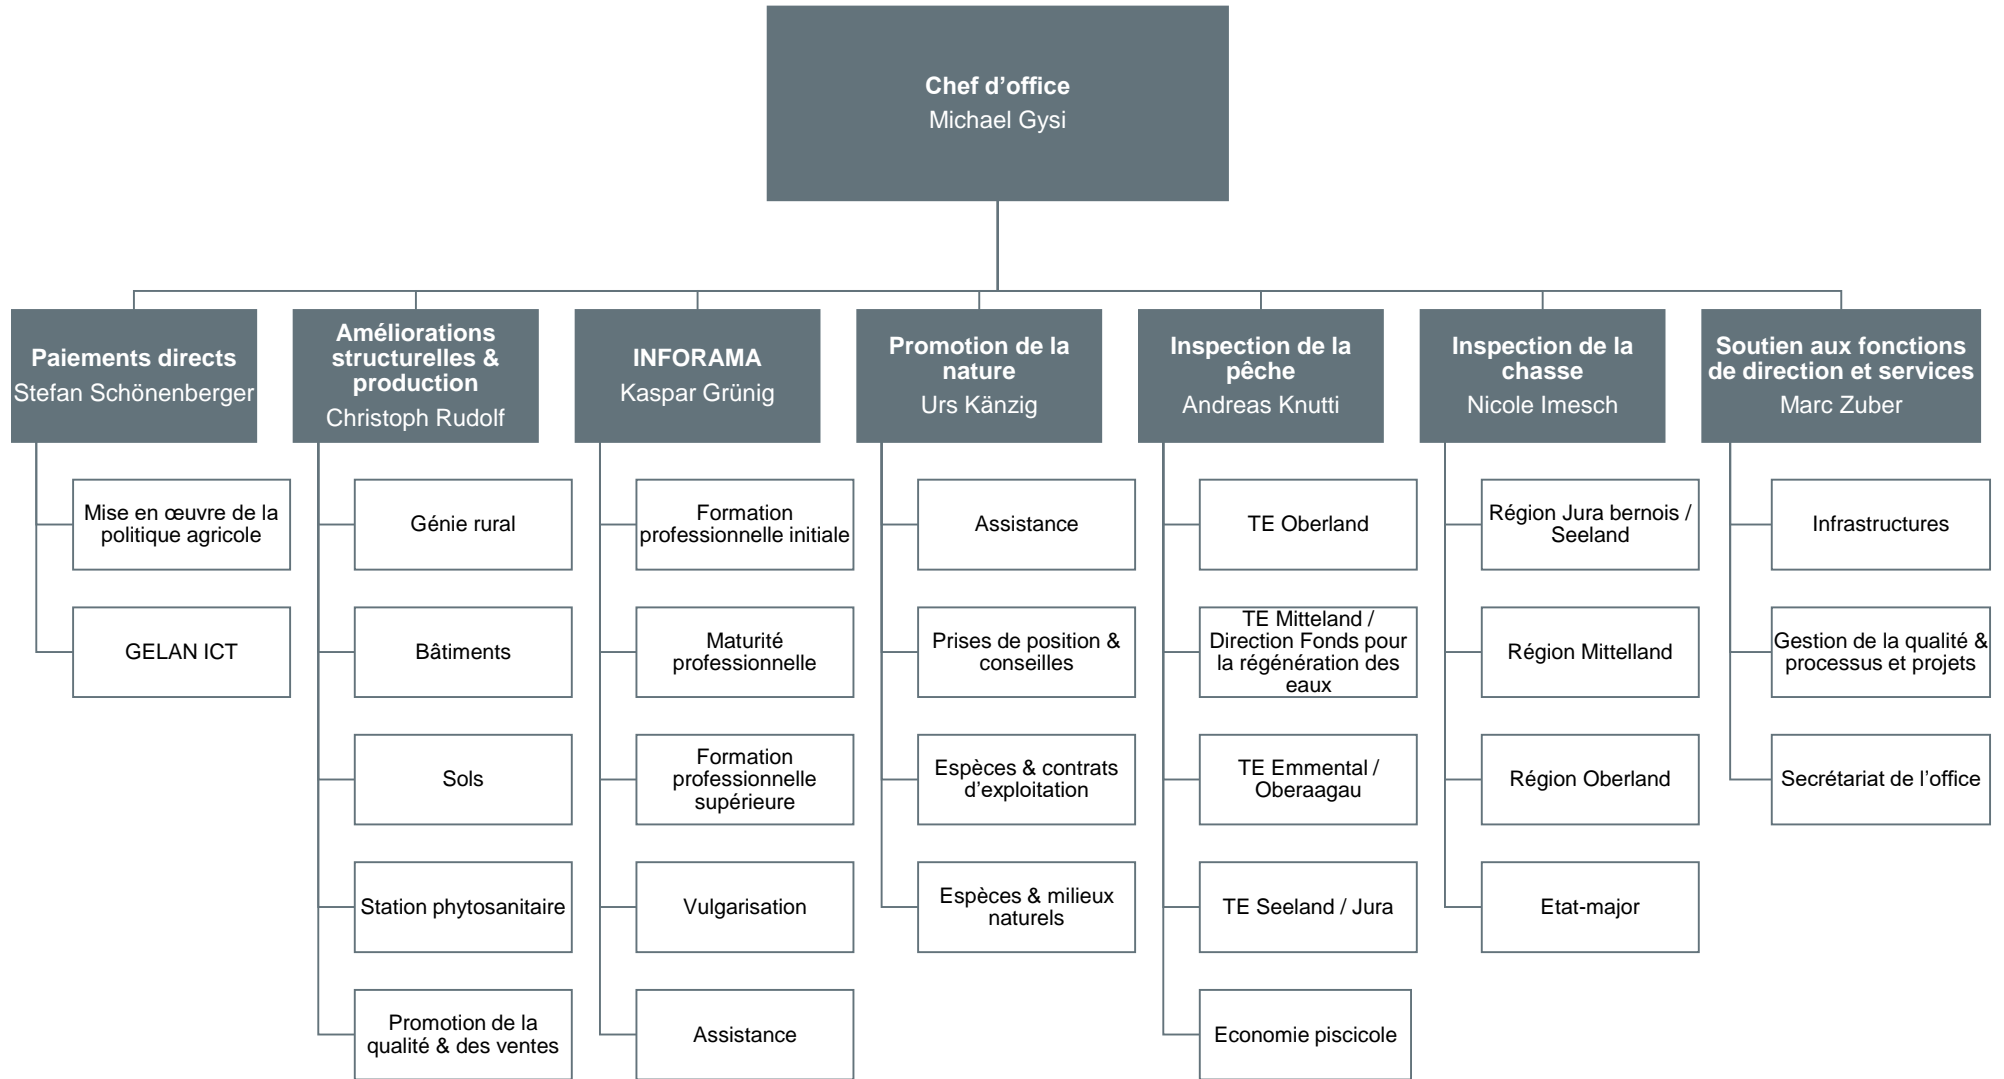 Chef d'office
Michael Gysi
Paiements directs
Stefan Schönenberger
Améliorations
structurelles &
production
Christoph Rudolf
INFORAMA
Kaspar Grünig
Promotion de la
nature
Urs Känzig
Inspection de la
pêche
Andreas Knutti
Inspection de la
chasse
Nicole Imesch
Soutien aux fonctions
de direction et services
Marc Zuber
Mise en œuvre de la
politique agricole
GELAN ICT
Génie rural
Bâtiments
Sols
Station phytosanitaire
Promotion de la
qualité & des ventes
Formation
professionnelle initiale
Maturité
professionnelle
Formation
professionnelle
supérieure
Vulgarisation
Assistance
Assistance
Prises de position &
conseilles
Espèces & contrats
d'exploitation
Espèces & milieux
naturels
TE Oberland
TE Mitteland /
Direction Fonds pour
la régénération des
eaux
TE Emmental /
Oberaagau
TE Seeland / Jura
Economie piscicole
Région Jura bernois /
Seeland
Région Mittelland
Région Oberland
Etat-major
Infrastructures
Gestion de la qualité &
processus et projets
Secrétariat de l'office